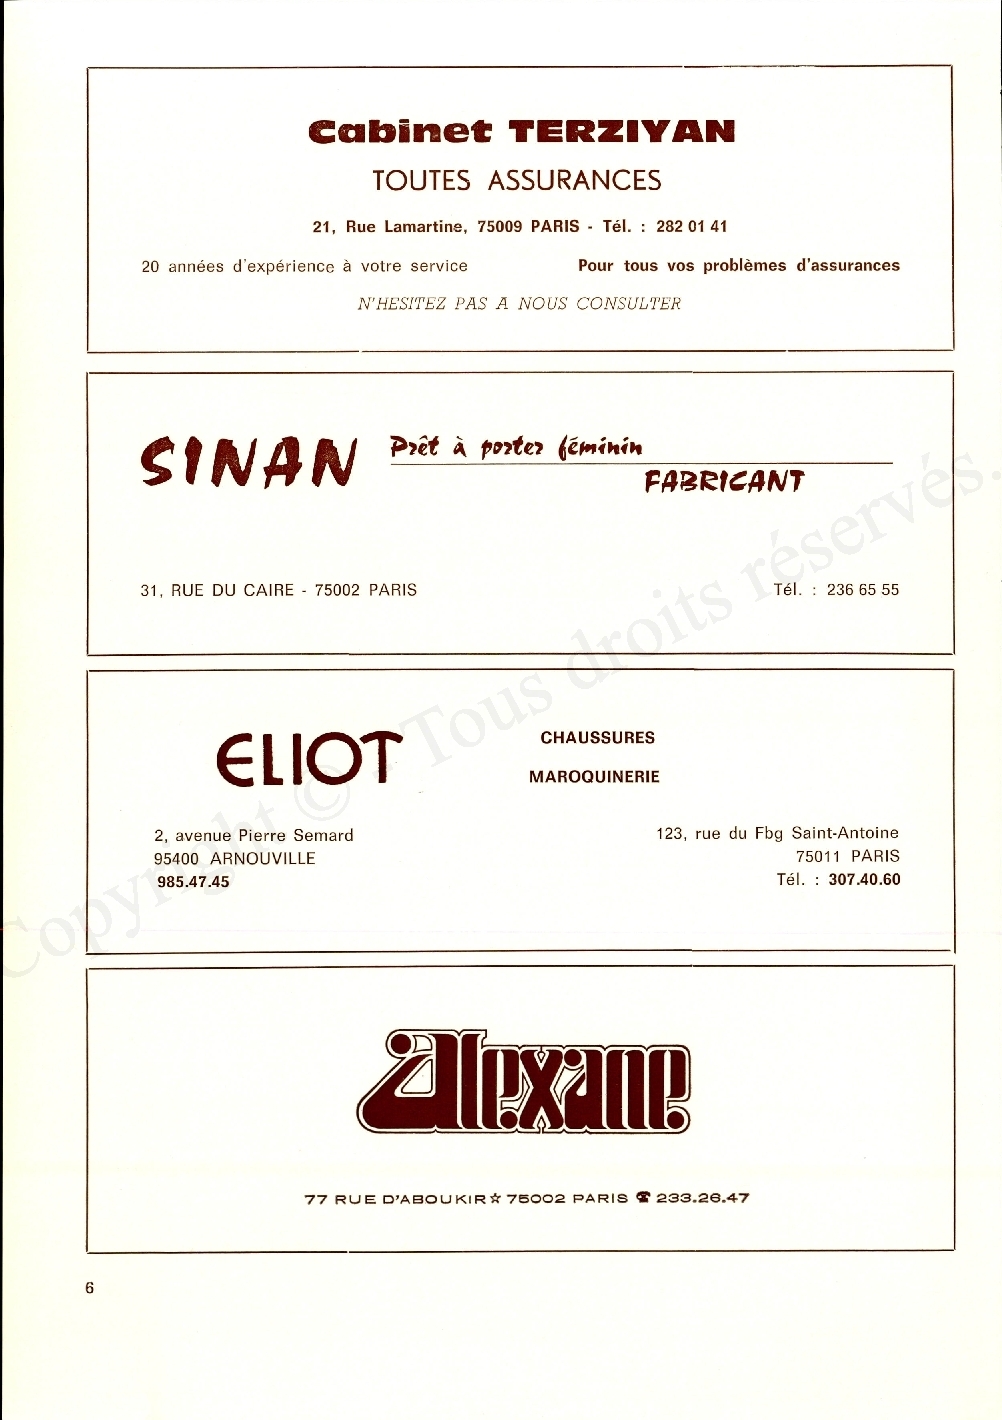 Cabinet TERZIYAN
TOUTES ASSURANCES
21, Rue Lamartine, 75009 PARIS - Tél. : 282 01 41
20 années d'expérience à votre service Pour tous vos problèmes d'assurances
N'HESITEZ PAS A NOUS CONSULTER
SINAN Prêt à porter féminin
FABRICANT
31, RUE DU CAIRE - 75002 PARIS Tél. : 236 65 55
ELIOT
CHAUSSURES
MAROQUINERIE
2, avenue Pierre Semard
95400 ARNOUVILLE
985.47.45
123, rue du Fbg Saint-Antoine
75011 PARIS
Tél. : 307.40.60
Alexane
77 RUE D'ABOUKIR ☆ 75002 PARIS ☎ 233.26.47
6
Copyright © - Tous droits réservés.